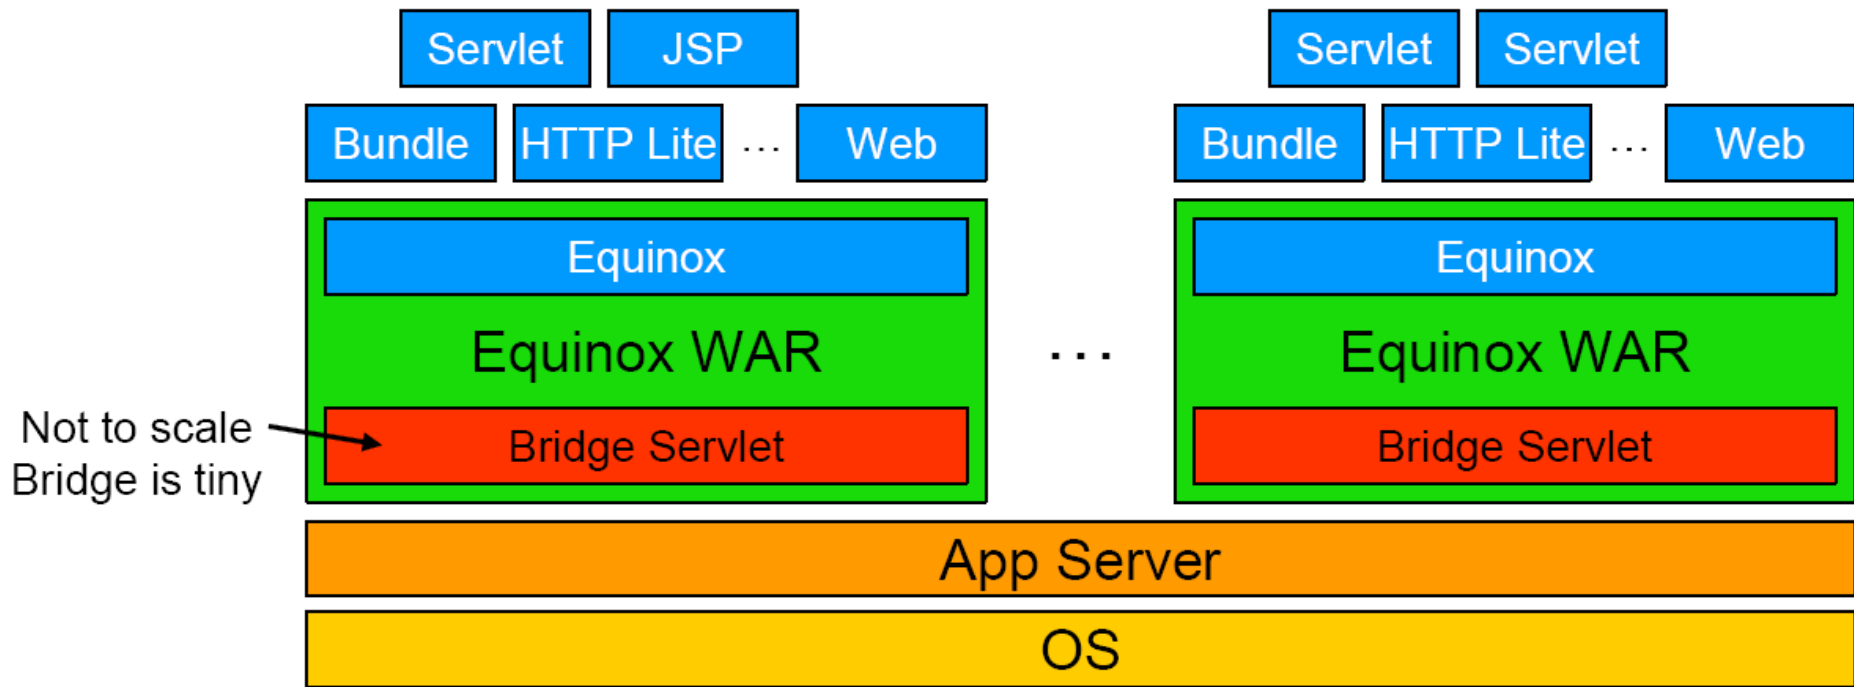 Servlet JSP Servlet Servlet
Bundle HTTP Lite ... Web Bundle HTTP Lite ... Web
Equinox Equinox
Equinox WAR ... Equinox WAR
Not to scale
Bridge is tiny
Bridge Servlet Bridge Servlet
App Server
OS